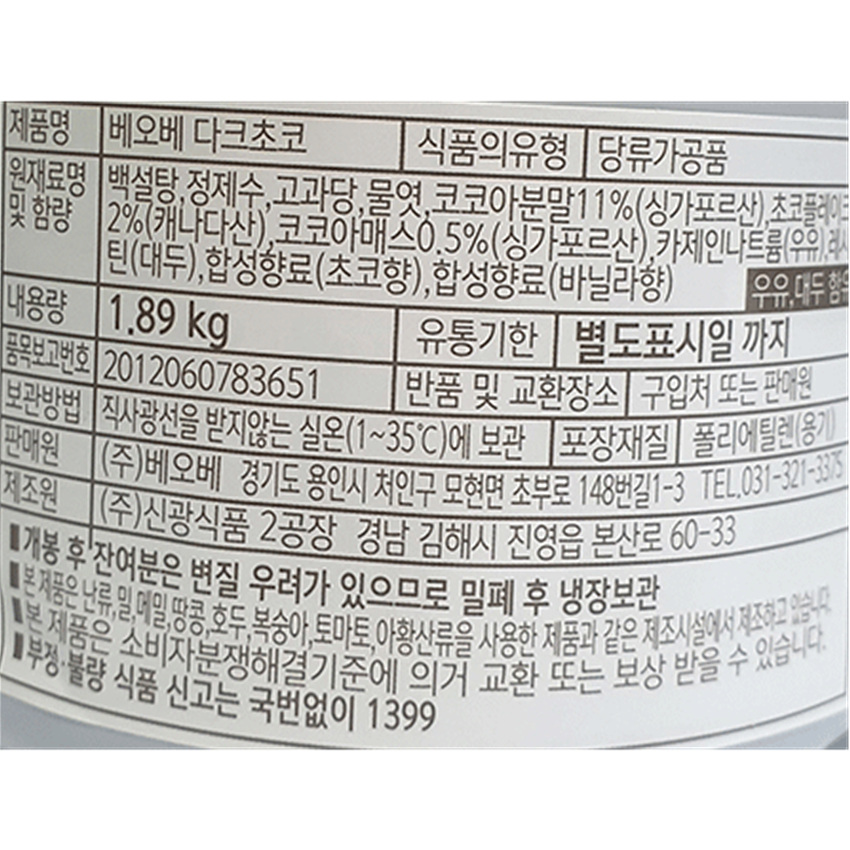 제품명 베오베 다크초코 식품의유형 당류가공품
원재료명 및 함량 백설탕,정제수,고과당,물엿,코코아분말11%(싱가포르산),초코플레이크
2%(캐나다산),코코아매스0.5%(싱가포르산),카제인나트륨(우유),레시
틴(대두),합성향료(초코향),합성향료(바닐라향)
우유,대두 함유
내용량 1.89 kg 유통기한 별도표시일 까지
품목보고번호 2012060783651 반품 및 교환장소 구입처 또는 판매원
보관방법 직사광선을 받지않는 실온(1~35℃)에 보관 포장재질 폴리에틸렌(용기)
판매원 (주)베오베 경기도 용인시 처인구 모현면 초부로 148번길1-3 TEL.031-321-3375
제조원 (주)신광식품 2공장 경남 김해시 진영읍 본산로 60-33
■개봉 후 잔여분은 변질 우려가 있으므로 밀폐 후 냉장보관
■본 제품은 난류,밀,메밀,땅콩,호두,복숭아,토마토,아황산류을 사용한 제품과 같은 제조시설에서 제조하고 있습니다.
■본 제품은 소비자분쟁해결기준에 의거 교환 또는 보상 받을 수 있습니다.
■부정·불량 식품 신고는 국번없이 1399